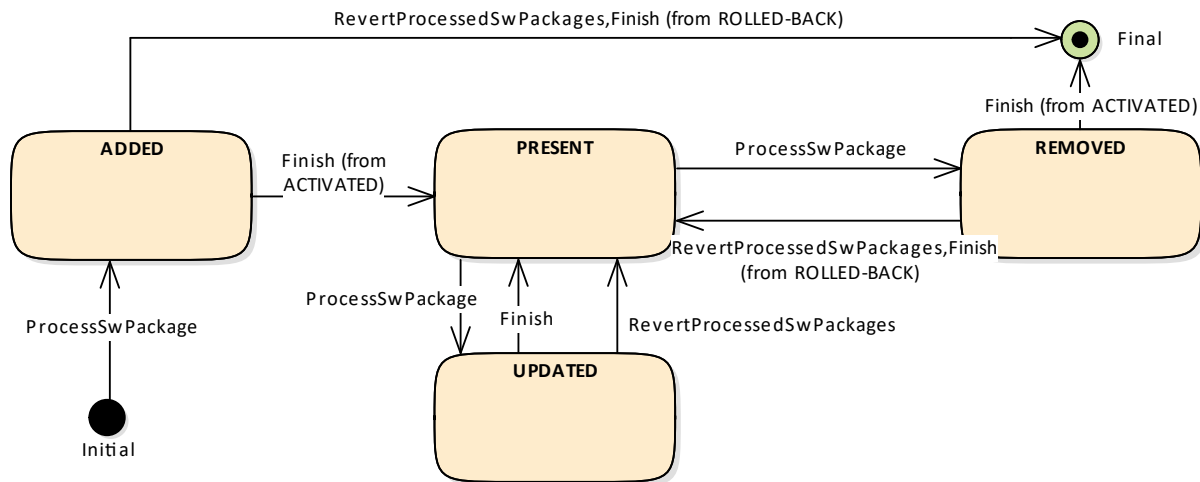 RevertProcessedSwPackages,Finish (from ROLLED-BACK)
Final
Finish (from ACTIVATED)
ADDED
PRESENT
REMOVED
Finish (from
ACTIVATED)
ProcessSwPackage
RevertProcessedSwPackages,Finish
(from ROLLED-BACK)
ProcessSwPackage
Finish
RevertProcessedSwPackages
ProcessSwPackage
UPDATED
Initial